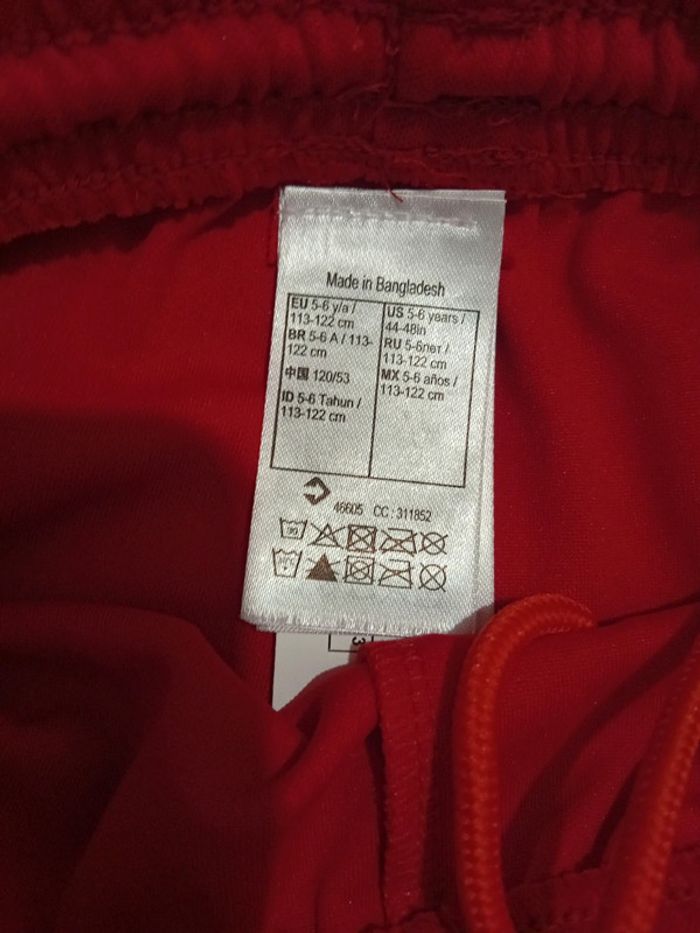 Made in Bangladesh
EU 5-6 y/a /
113-122 cm
BR 5-6 A / 113-
122 cm
中国 120/53
ID 5-6 Tahun /
113-122 cm
US 5-6 years /
44-48in
RU 5-6лет /
113-122 cm
MX 5-6 años /
113-122 cm
46605 CC : 311852